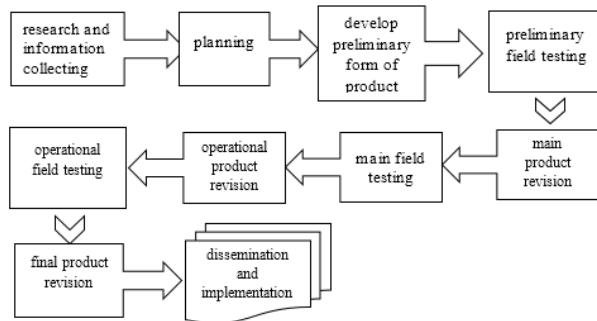 research and
information
collecting
planning
develop
preliminary
form of
product
preliminary
field testing
main
product
revision
main field
testing
operational
product
revision
operational
field testing
final product
revision
dissemination
and
implementation